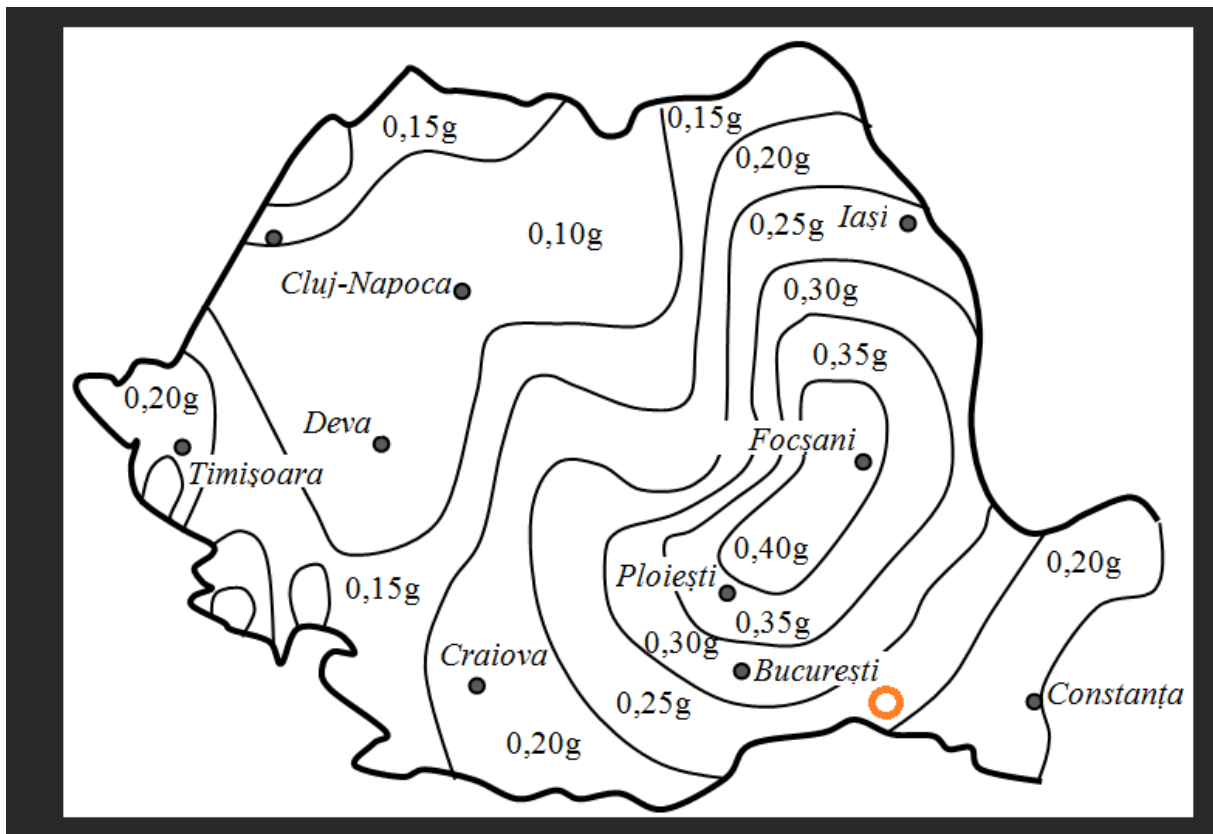 0,15g
0,15g
0,20g
0,25g
Iași
0,10g
Cluj-Napoca
0,30g
0,35g
0,20g
Deva
Focșani
Timișoara
0,40g
0,20g
Ploiești
0,15g
0,35g
0,30g
Craiova
București
Constanța
0,25g
0,20g